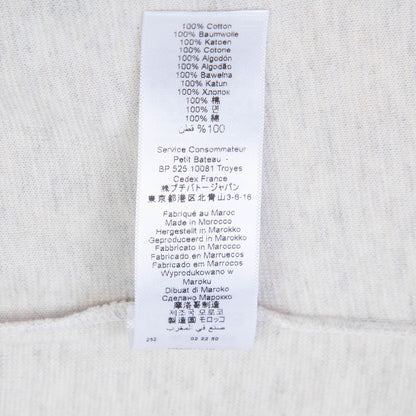 100% Cotton
100% Baumwolle
100% Katoen
100% Cotone
100% Algodón
100% Algodão
100% Bawełna
100% Katun
100% Хлопок
100% 棉
100% 면
100% 綿
%100 قطن
Service Consommateur
Petit Bateau -
BP 525 10081 Troyes
Cedex France
㈱プチバトージャパン
東京都港区北青山3-6-16
Fabriqué au Maroc
Made in Morocco
Hergestellt in Marokko
Geproduceerd in Marokko
Fabbricato in Marocco
Fabricado en Marruecos
Fabricado em Marrocos
Wyprodukowano w
Maroku
Dibuat di Maroko
Сделано Марокко
摩洛哥制造
제조국 모로코
製造國 モロッコ
صنع في المغرب
252 02 22 50